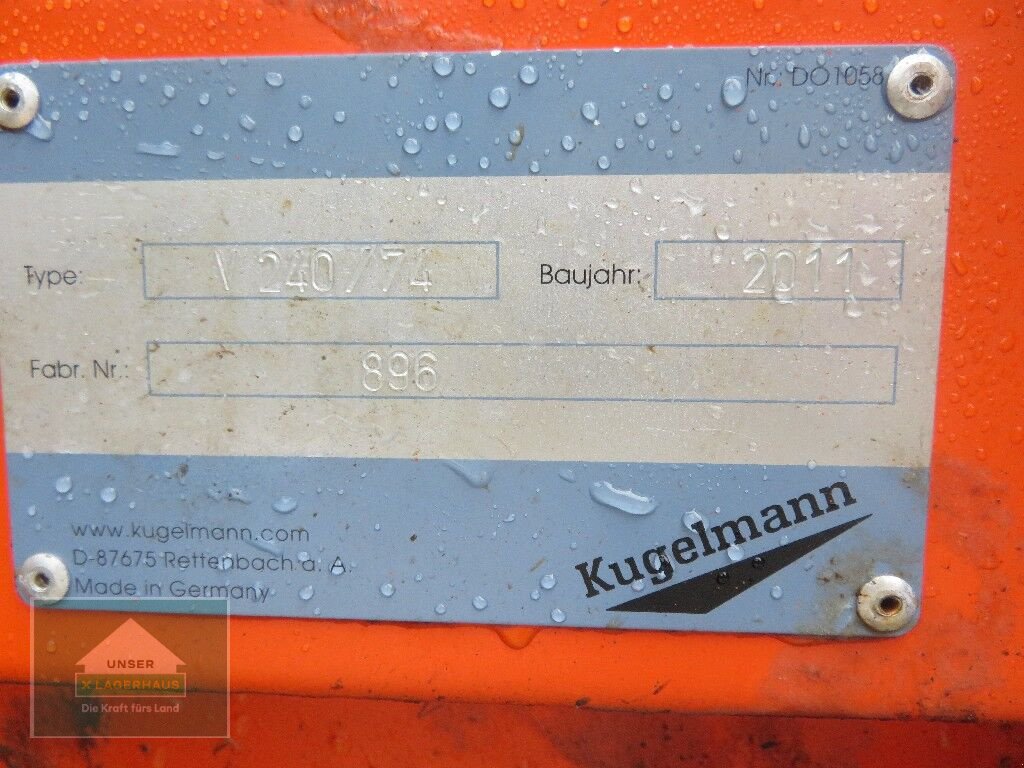 Nr.: DO1058
Type: V 240/74 Baujahr: 2011
Fabr. Nr.: 896
www.kugelmann.com
D-87675 Rettenbach a. A.
Made in Germany
Kugelmann
UNSER
X LAGERHAUS
Die Kraft fürs Land